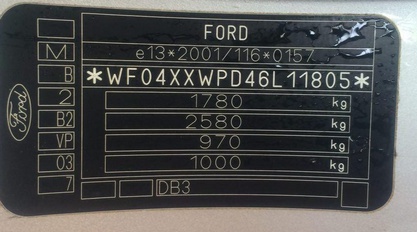 FORD
M e13*2001/116*0157
B *WF04XXWPD46L11805*
2 1780 kg
B2 2580 kg
VP 970 kg
03 1000 kg
7 DB3
Ford